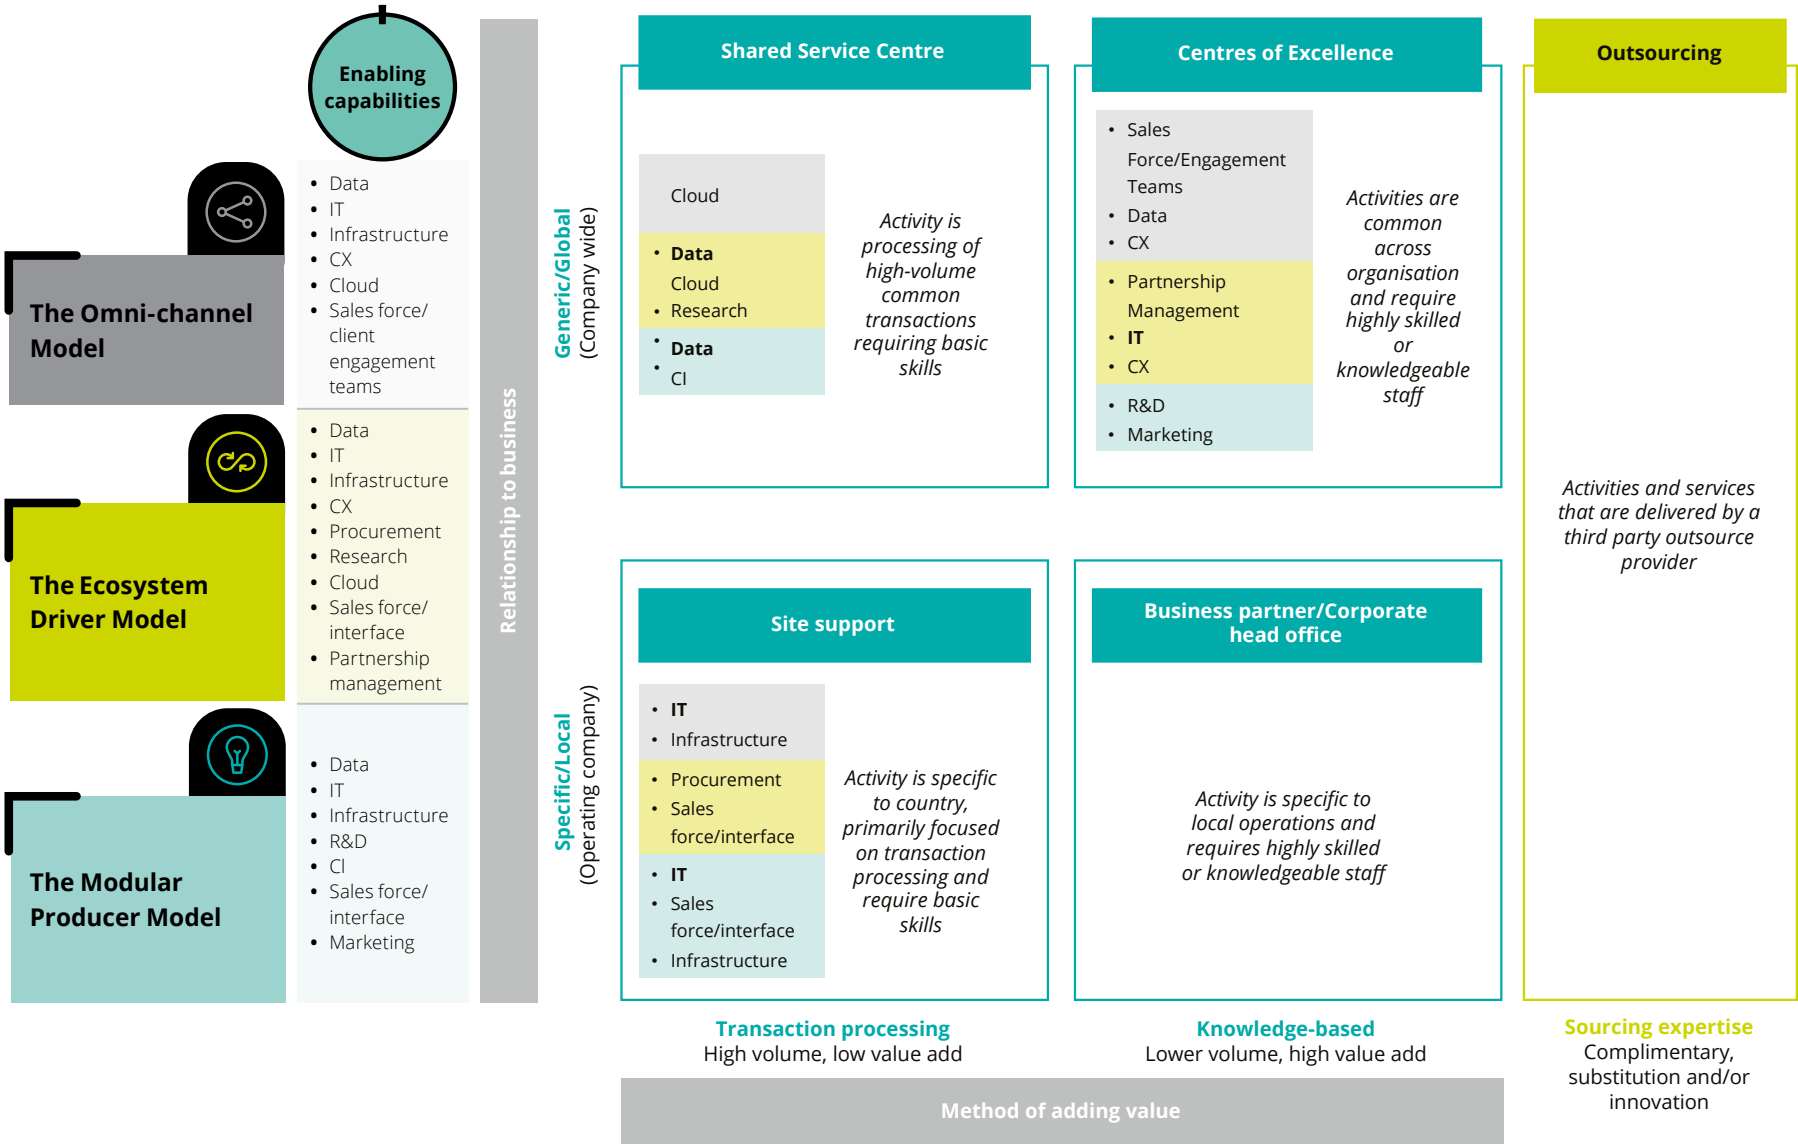 Enabling
capabilities
The Omni-channel
Model
• Data
• IT
• Infrastructure
• CX
• Cloud
• Sales force/
client
engagement
teams
The Ecosystem
Driver Model
• Data
• IT
• Infrastructure
• CX
• Procurement
• Research
• Cloud
• Sales force/
interface
• Partnership
management
The Modular
Producer Model
• Data
• IT
• Infrastructure
• R&D
• CI
• Sales force/
interface
• Marketing
Relationship to business
Generic/Global
(Company wide)
Specific/Local
(Operating company)
Shared Service Centre
Cloud
• Data
Cloud
• Research
• Data
• CI
Activity is
processing of
high-volume
common
transactions
requiring basic
skills
Centres of Excellence
• Sales
Force/Engagement
Teams
• Data
• CX
• Partnership
Management
• IT
• CX
• R&D
• Marketing
Activities are
common
across
organisation
and require
highly skilled
or
knowledgeable
staff
Site support
• IT
• Infrastructure
• Procurement
• Sales
force/interface
• IT
• Sales
force/interface
• Infrastructure
Activity is specific
to country,
primarily focused
on transaction
processing and
require basic
skills
Business partner/Corporate
head office
Activity is specific to
local operations and
requires highly skilled
or knowledgeable staff
Outsourcing
Activities and services
that are delivered by a
third party outsource
provider
Transaction processing
High volume, low value add
Knowledge-based
Lower volume, high value add
Sourcing expertise
Complimentary,
substitution and/or
innovation
Method of adding value